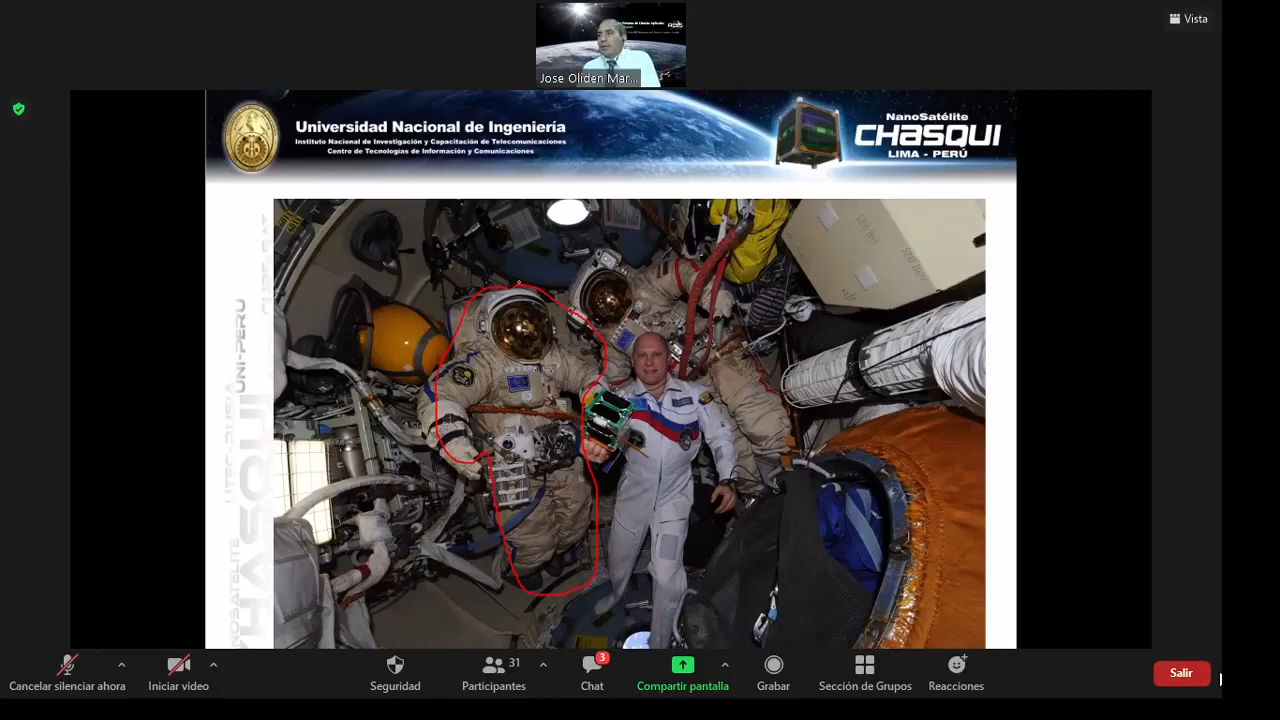 Vista
Jose Oliden Mar...
Universidad Nacional de Ingeniería
Instituto Nacional de Investigación y Capacitación de Telecomunicaciones
Centro de Tecnologías de Información y Comunicaciones
NanoSatélite
CHASQUI
LIMA - PERÚ
UNI-PERU
Cancelar silenciar ahora
Iniciar video
Seguridad
31
Participantes
3
Chat
Compartir pantalla
Grabar
Sección de Grupos
Reacciones
Salir